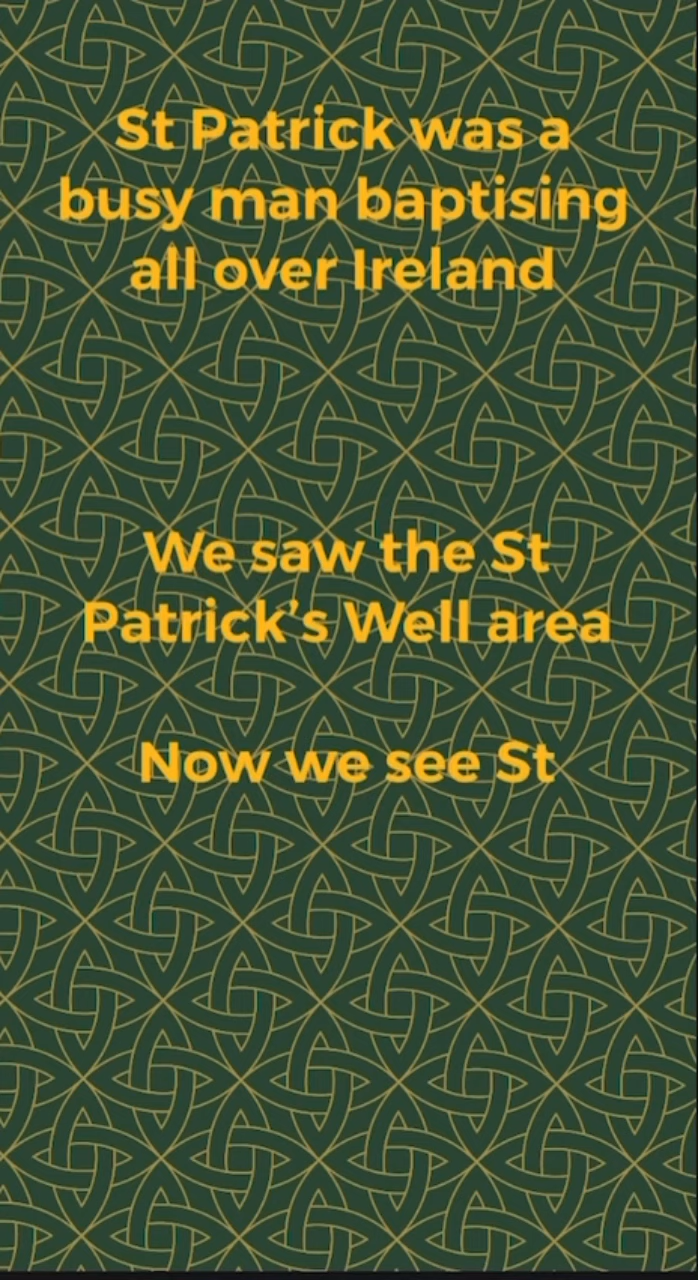 St Patrick was a
busy man baptising
all over Ireland
We saw the St
Patrick's Well area
Now we see St